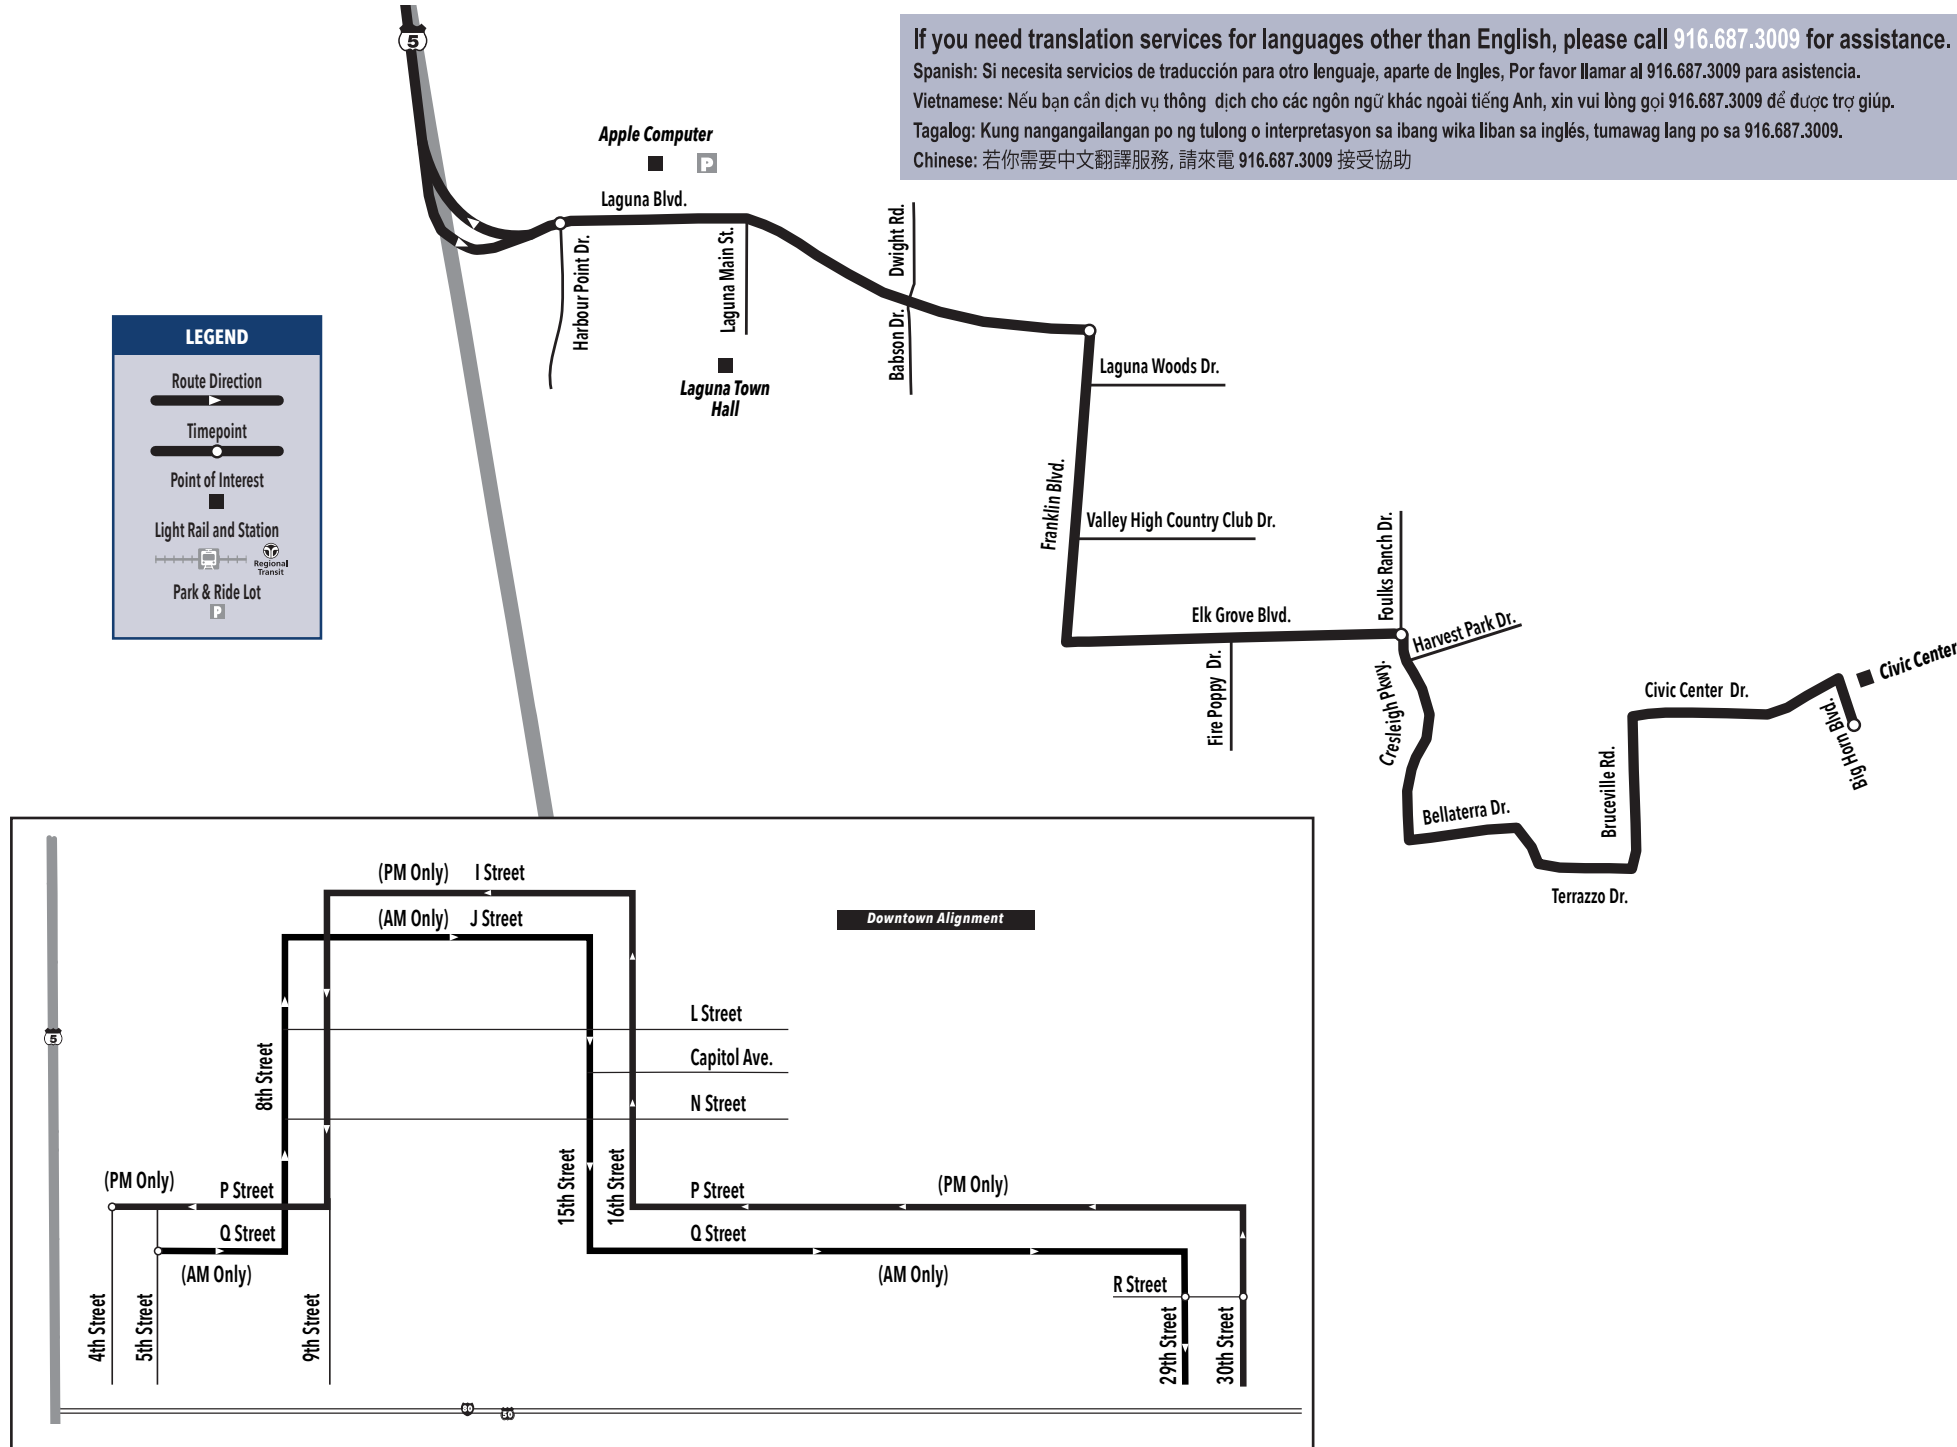 5
If you need translation services for languages other than English, please call 916.687.3009 for assistance.
Spanish: Si necesita servicios de traducción para otro lenguaje, aparte de Ingles, Por favor llamar al 916.687.3009 para asistencia.
Vietnamese: Nếu bạn cần dịch vụ thông dịch cho các ngôn ngữ khác ngoài tiếng Anh, xin vui lòng gọi 916.687.3009 để được trợ giúp.
Tagalog: Kung nangangailangan po ng tulong o interpretasyon sa ibang wika liban sa inglés, tumawag lang po sa 916.687.3009.
Chinese: 若你需要中文翻譯服務, 請來電 916.687.3009 接受協助
Apple Computer
P
Laguna Blvd.
Harbour Point Dr.
Laguna Main St.
Dwight Rd.
Babson Dr.
Laguna Town
Hall
Laguna Woods Dr.
Franklin Blvd.
Valley High Country Club Dr.
Elk Grove Blvd.
Foulks Ranch Dr.
Harvest Park Dr.
Fire Poppy Dr.
Cresleigh Pkwy.
Bellaterra Dr.
Terrazzo Dr.
Bruceville Rd.
Civic Center Dr.
Big Horn Blvd.
Civic Center
LEGEND
Route Direction
Timepoint
Point of Interest
Light Rail and Station
Regional
Transit
Park & Ride Lot
P
(PM Only) I Street
(AM Only) J Street
Downtown Alignment
5
L Street
Capitol Ave.
N Street
8th Street
15th Street
16th Street
(PM Only)
P Street
P Street
(PM Only)
Q Street
Q Street
(AM Only)
(AM Only)
R Street
4th Street
5th Street
9th Street
29th Street
30th Street
80
50